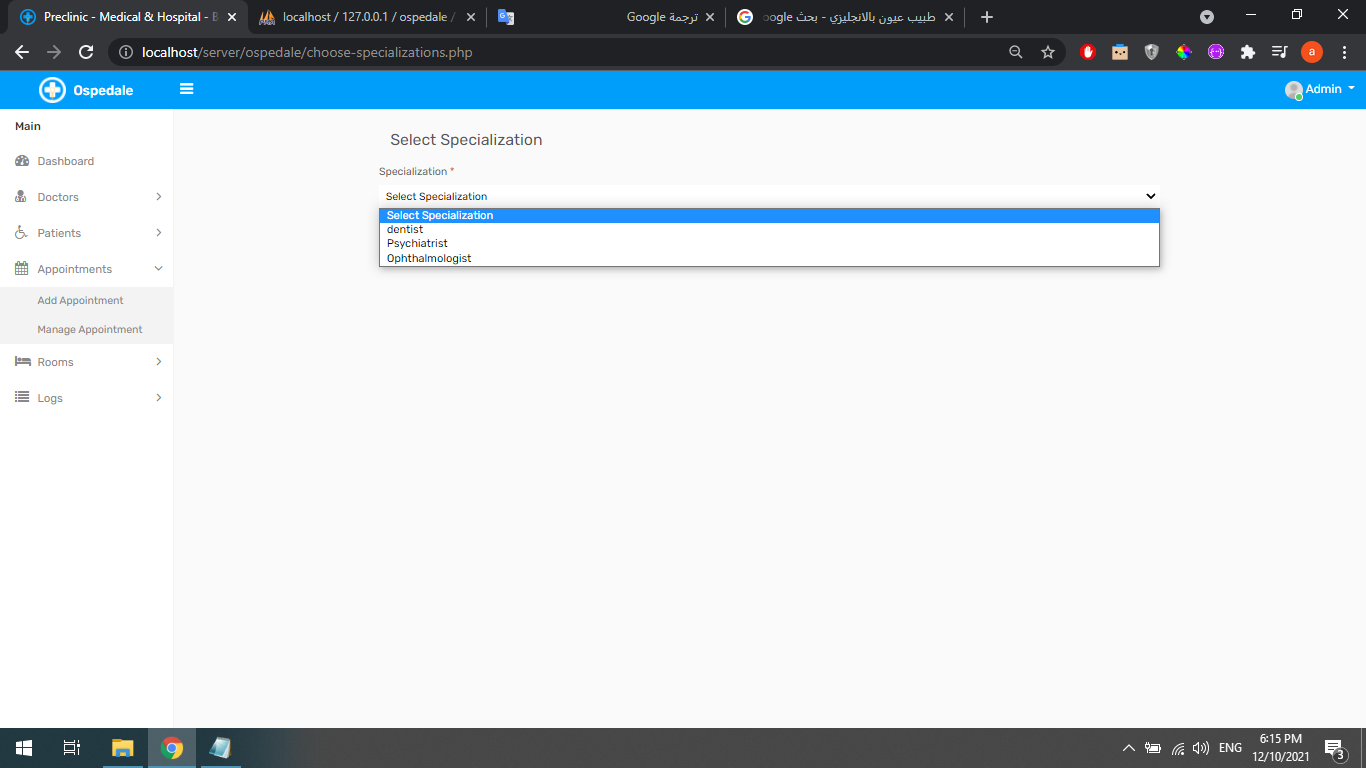 Preclinic - Medical & Hospital - B
localhost / 127.0.0.1 / ospedale /
ترجمة Google
طبيب عيون بالانجليزي - بحث oogle
localhost/server/ospedale/choose-specializations.php
a
Ospedale
Admin
Main
Dashboard
Doctors
Patients
Appointments
Add Appointment
Manage Appointment
Rooms
Logs
Select Specialization
Specialization *
Select Specialization
Select Specialization
dentist
Psychiatrist
Ophthalmologist
ENG
6:15 PM
12/10/2021
3